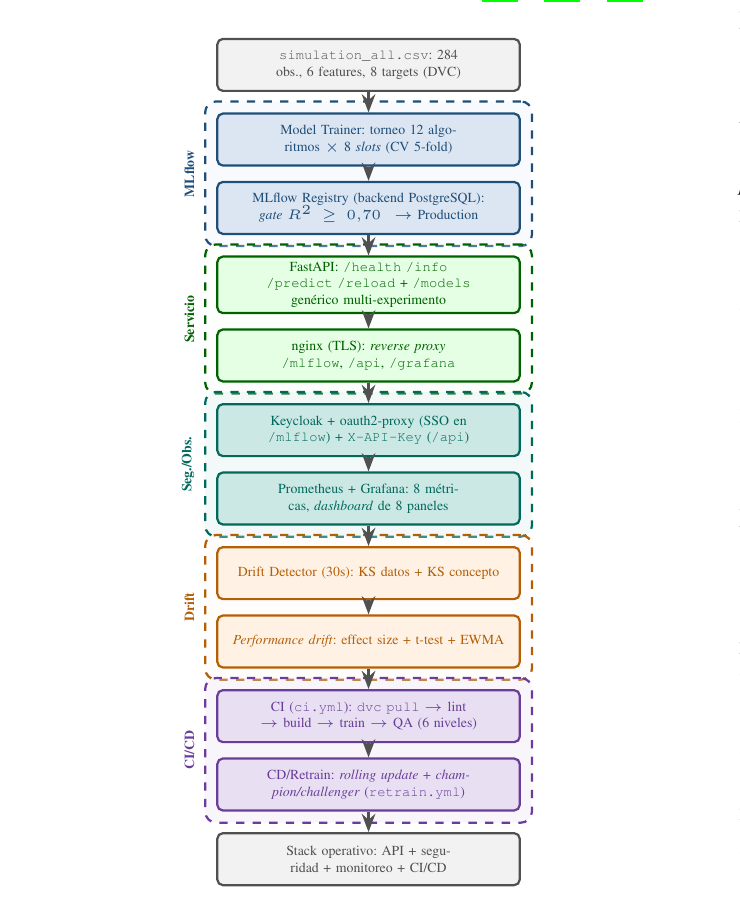 simulation_all.csv: 284
obs., 6 features, 8 targets (DVC)
MLflow
Model Trainer: torneo 12 algo-
ritmos × 8 slots (CV 5-fold)
MLflow Registry (backend PostgreSQL):
gate R² ≥ 0,70 → Production
Servicio
FastAPI: /health /info
/predict /reload + /models
genérico multi-experimento
nginx (TLS): reverse proxy
/mlflow, /api, /grafana
Seg./Obs.
Keycloak + oauth2-proxy (SSO en
/mlflow) + X-API-Key (/api)
Prometheus + Grafana: 8 métri-
cas, dashboard de 8 paneles
Drift
Drift Detector (30s): KS datos + KS concepto
Performance drift: effect size + t-test + EWMA
CI/CD
CI (ci.yml): dvc pull → lint
→ build → train → QA (6 niveles)
CD/Retrain: rolling update + cham-
pion/challenger (retrain.yml)
Stack operativo: API + segu-
ridad + monitoreo + CI/CD